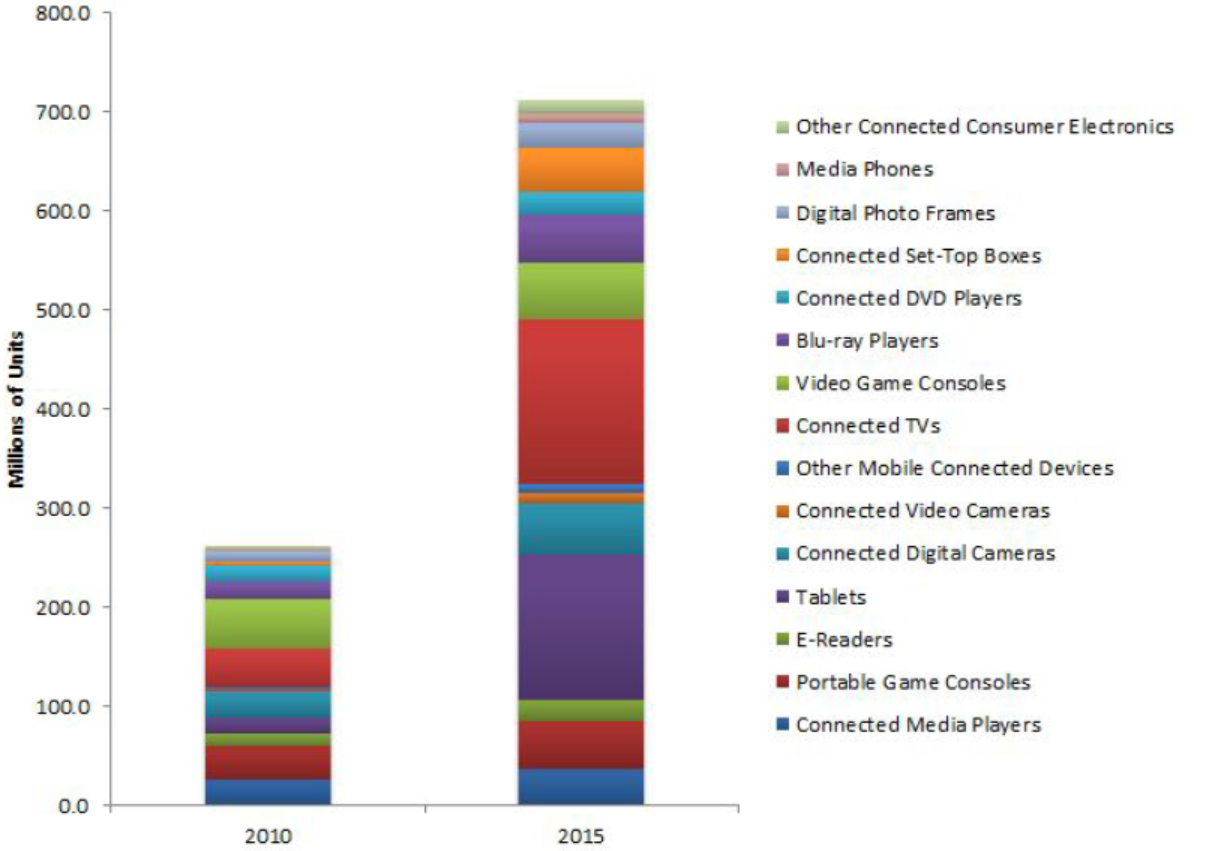 800.0
700.0
600.0
500.0
400.0
300.0
200.0
100.0
0.0
Millions of Units
2010
2015
Other Connected Consumer Electronics
Media Phones
Digital Photo Frames
Connected Set-Top Boxes
Connected DVD Players
Blu-ray Players
Video Game Consoles
Connected TVs
Other Mobile Connected Devices
Connected Video Cameras
Connected Digital Cameras
Tablets
E-Readers
Portable Game Consoles
Connected Media Players